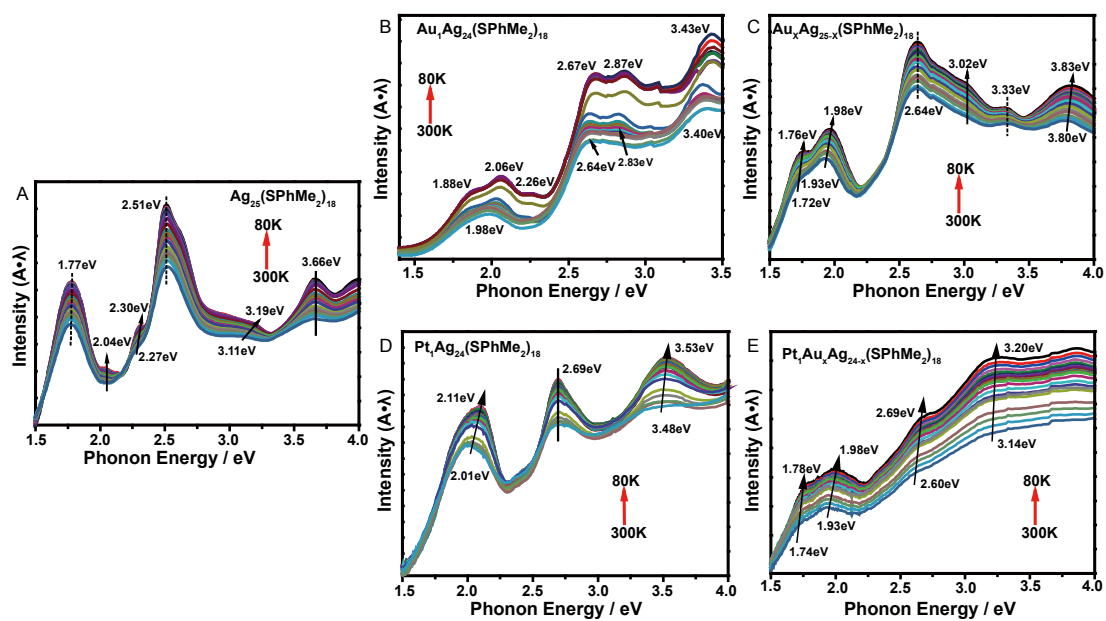 A
Ag25(SPhMe2)18
2.51eV
80K
300K
1.77eV
2.04eV
2.30eV
2.27eV
3.19eV
3.11eV
3.66eV
Intensity (A•λ)
1.5 2.0 2.5 3.0 3.5 4.0
Phonon Energy / eV
B
Au1Ag24(SPhMe2)18
3.43eV
2.67eV 2.87eV
80K
300K
3.40eV
2.83eV
2.64eV
2.06eV
1.88eV
2.26eV
1.98eV
Intensity (A•λ)
1.5 2.0 2.5 3.0 3.5
Phonon Energy / eV
C
AuXAg25-X(SPhMe2)18
3.02eV
3.83eV
3.33eV
1.98eV
1.76eV
2.64eV
3.80eV
1.93eV
1.72eV
80K
300K
Intensity (A•λ)
1.5 2.0 2.5 3.0 3.5 4.0
Phonon Energy / eV
D
Pt1Ag24(SPhMe2)18
3.53eV
2.69eV
2.11eV
3.48eV
2.01eV
80K
300K
Intensity (A•λ)
1.5 2.0 2.5 3.0 3.5 4.0
Phonon Energy / eV
E
Pt1AuxAg24-x(SPhMe2)18
3.20eV
2.69eV
1.98eV
1.78eV
3.14eV
2.60eV
1.93eV
1.74eV
80K
300K
Intensity (A•λ)
1.5 2.0 2.5 3.0 3.5 4.0
Phonon Energy / eV